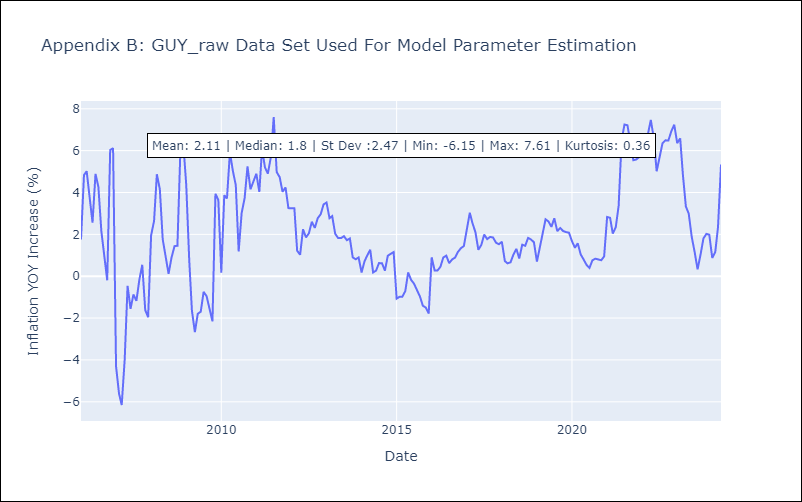 Appendix B: GUY_raw Data Set Used For Model Parameter Estimation
8
Mean: 2.11 | Median: 1.8 | St Dev :2.47 | Min: -6.15 | Max: 7.61 | Kurtosis: 0.36
6
4
2
0
−2
−4
−6
Inflation YOY Increase (%)
2010
2015
2020
Date